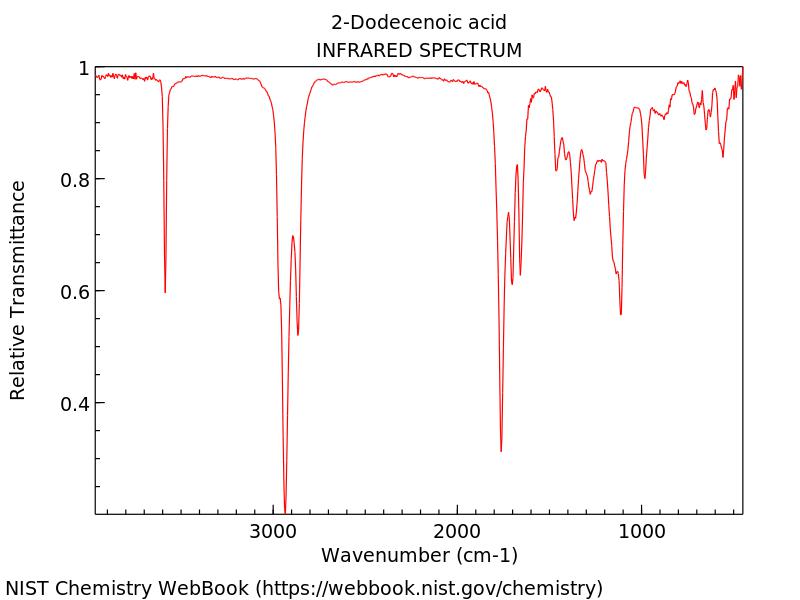 2-Dodecenoic acid
INFRARED SPECTRUM
1
0.8
0.6
0.4
Relative Transmittance
3000 2000 1000
Wavenumber (cm-1)
NIST Chemistry WebBook (https://webbook.nist.gov/chemistry)